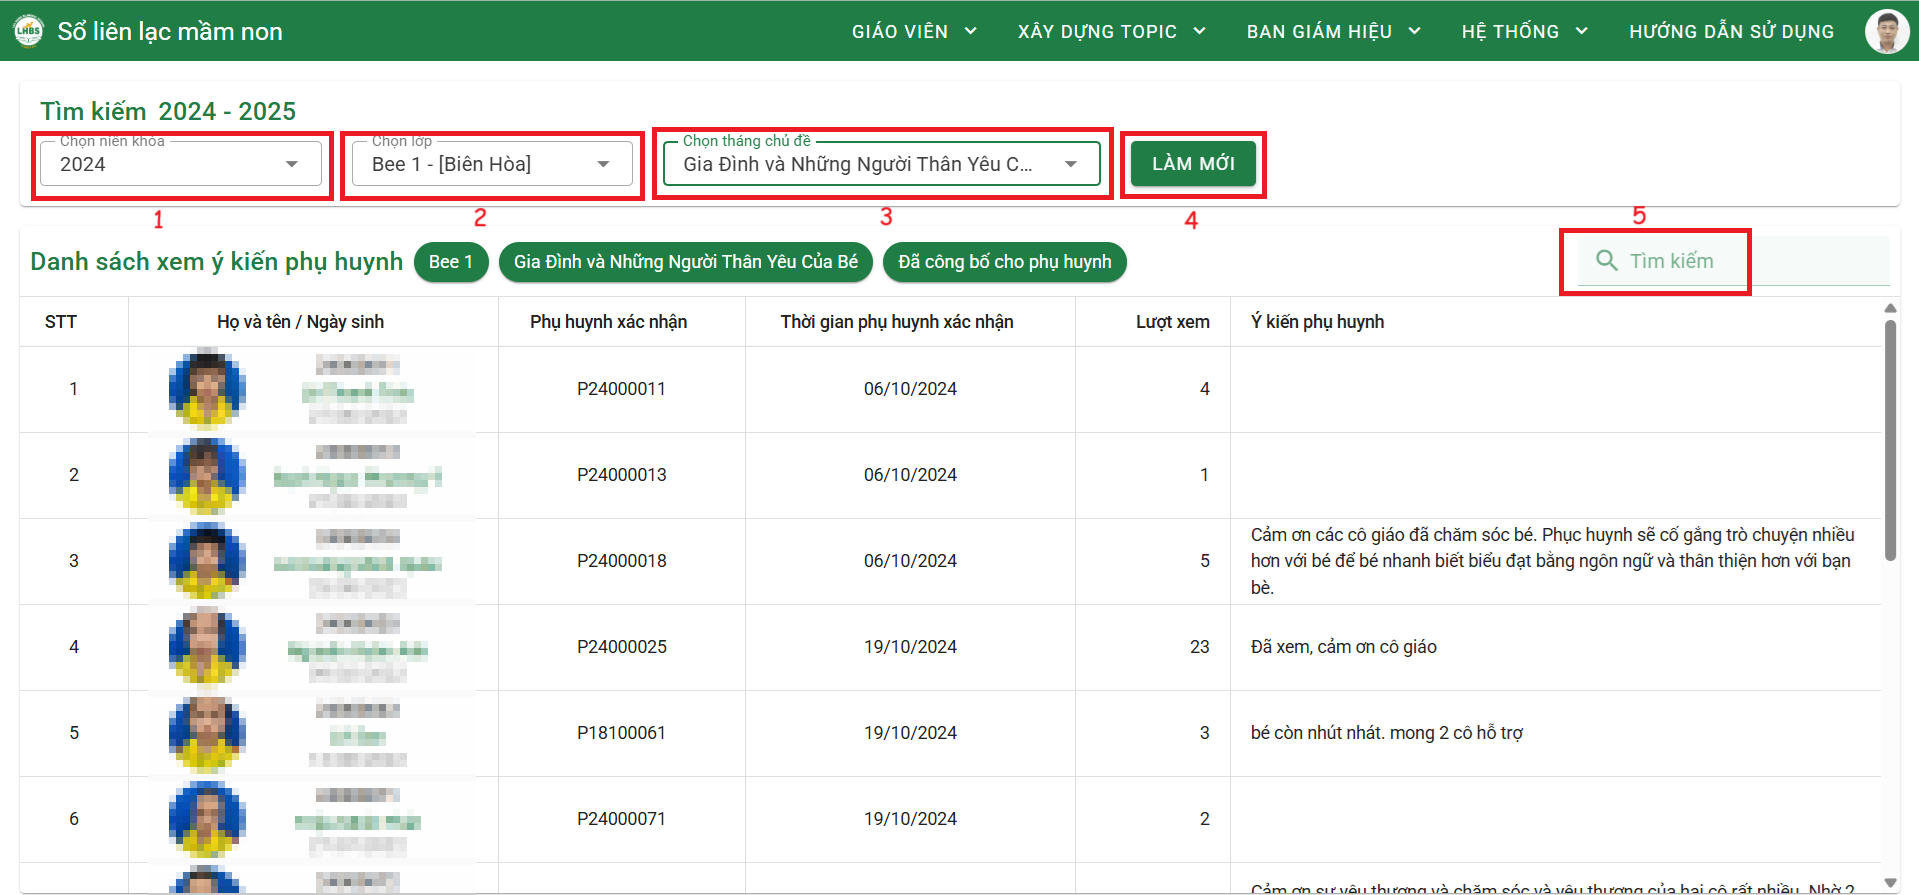 LHBS
Sổ liên lạc mầm non
GIÁO VIÊN
XÂY DỰNG TOPIC
BAN GIÁM HIỆU
HỆ THỐNG
HƯỚNG DẪN SỬ DỤNG
Tìm kiếm 2024 - 2025
Chọn niên khóa
2024
Chọn lớp
Bee 1 - [Biên Hòa]
Chọn tháng chủ đề
Gia Đình và Những Người Thân Yêu C...
LÀM MỚI
1
2
3
4
5
Danh sách xem ý kiến phụ huynh
Bee 1
Gia Đình và Những Người Thân Yêu Của Bé
Đã công bố cho phụ huynh
Tìm kiếm
STT Họ và tên / Ngày sinh Phụ huynh xác nhận Thời gian phụ huynh xác nhận Lượt xem Ý kiến phụ huynh
1 P24000011 06/10/2024 4
2 P24000013 06/10/2024 1
3 P24000018 06/10/2024 5
Cảm ơn các cô giáo đã chăm sóc bé. Phục huynh sẽ cố gắng trò chuyện nhiều
hơn với bé để bé nhanh biết biểu đạt bằng ngôn ngữ và thân thiện hơn với bạn
bè.
4 P24000025 19/10/2024 23 Đã xem, cảm ơn cô giáo
5 P18100061 19/10/2024 3 bé còn nhút nhát. mong 2 cô hỗ trợ
6 P24000071 19/10/2024 2
Cảm ơn sự yêu thương và chăm sóc và yêu thương của hai cô rất nhiều. Nhờ 2